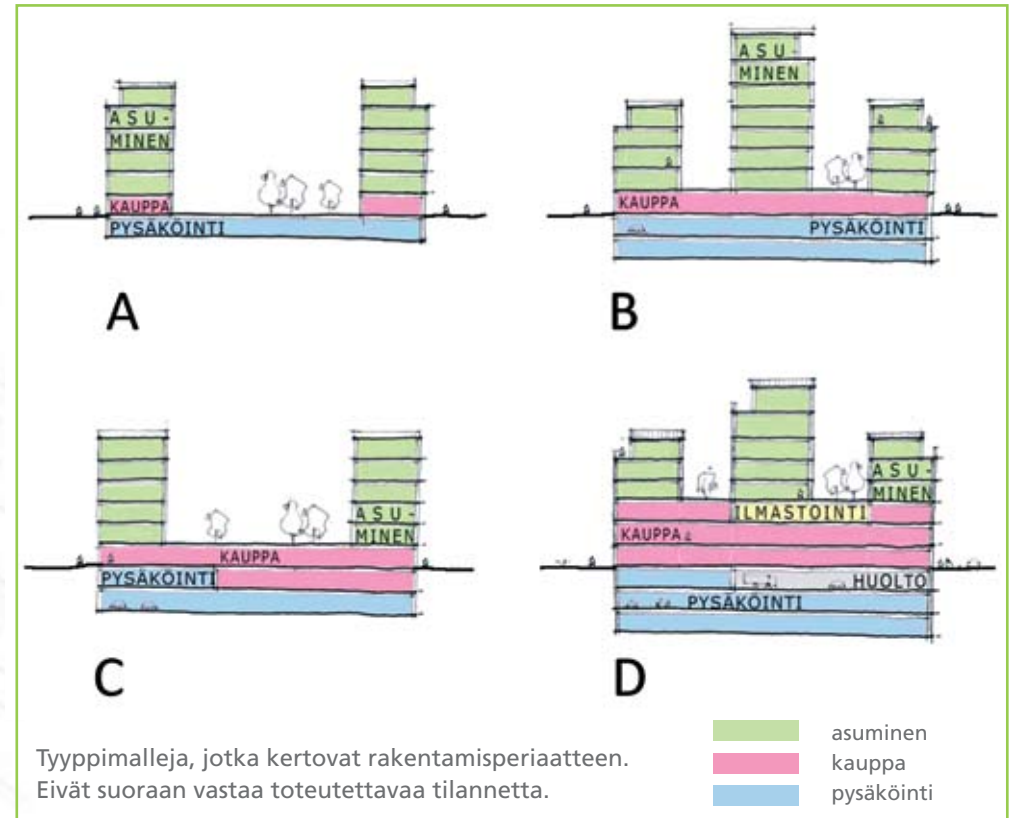 ASU-
MINEN
KAUPPA
PYSÄKÖINTI
A
ASU-
MINEN
KAUPPA
PYSÄKÖINTI
B
ASU-
MINEN
KAUPPA
PYSÄKÖINTI
C
ASU-
MINEN
ILMASTOINTI
KAUPPA
HUOLTO
PYSÄKÖINTI
D
Tyyppimalleja, jotka kertovat rakentamisperiaatteen.
Eivät suoraan vastaa toteutettavaa tilannetta.
asuminen
kauppa
pysäköinti